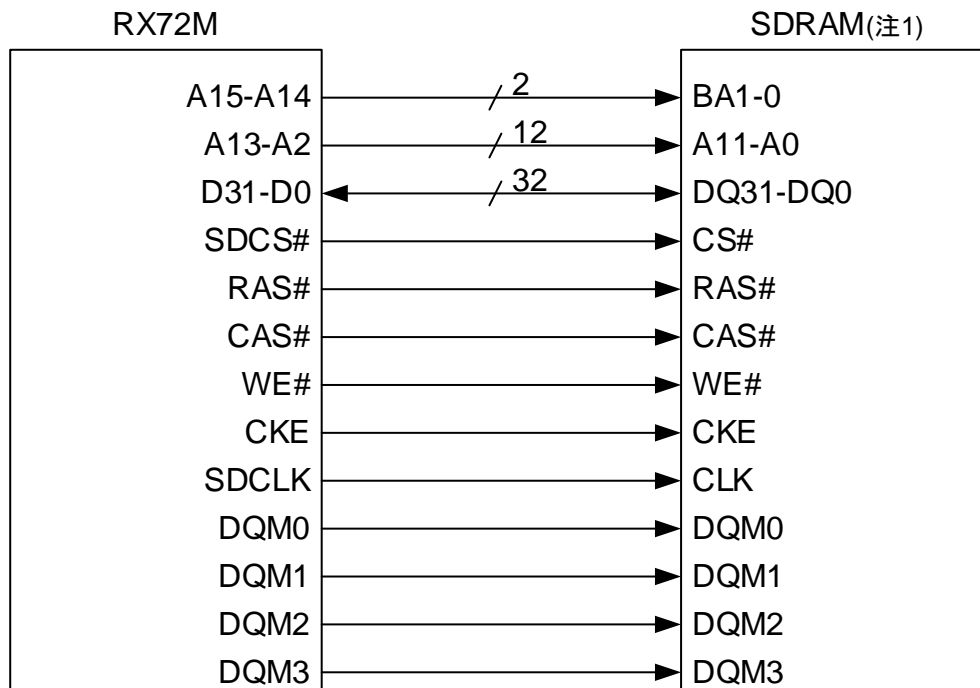 RX72M SDRAM(注1)
A15-A14 2 BA1-0
A13-A2 12 A11-A0
D31-D0 32 DQ31-DQ0
SDCS# CS#
RAS# RAS#
CAS# CAS#
WE# WE#
CKE CKE
SDCLK CLK
DQM0 DQM0
DQM1 DQM1
DQM2 DQM2
DQM3 DQM3